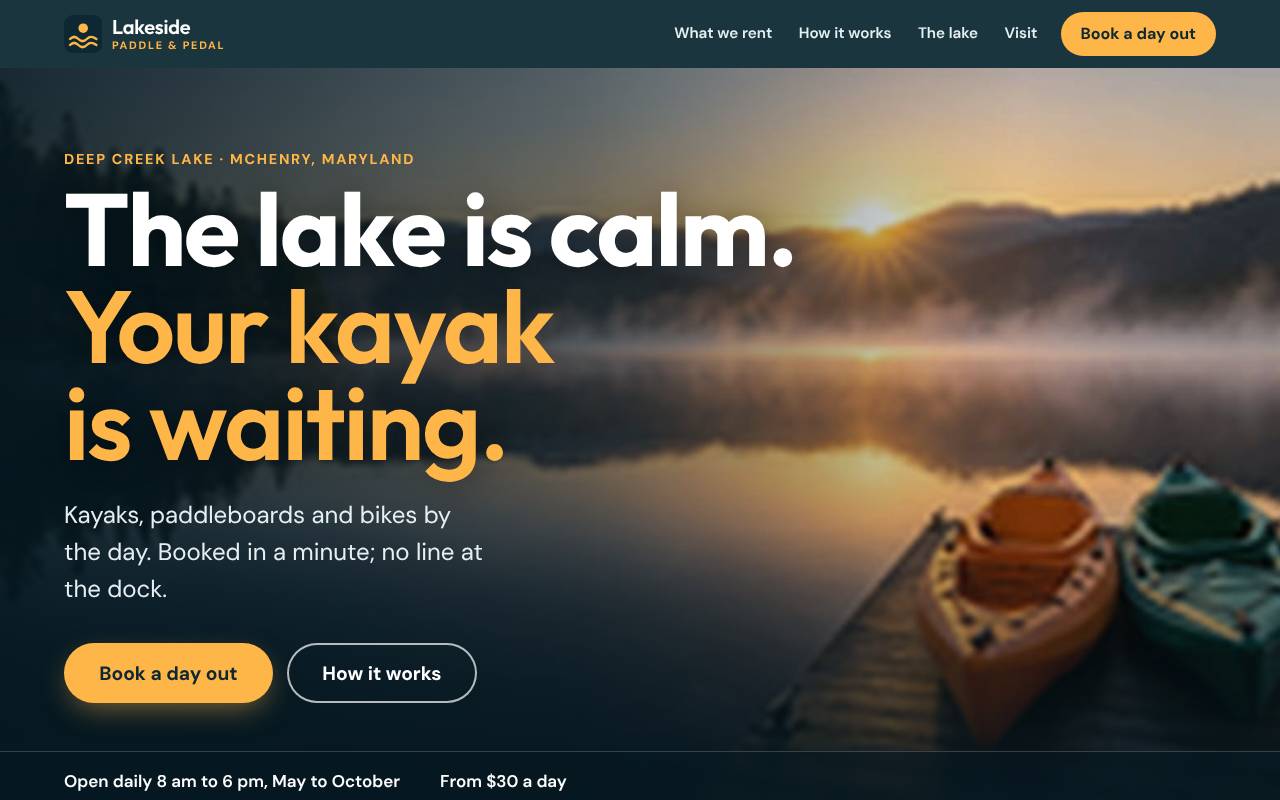 Lakeside
PADDLE & PEDAL
What we rent
How it works
The lake
Visit
Book a day out
DEEP CREEK LAKE · MCHENRY, MARYLAND
The lake is calm.
Your kayak
is waiting.
Kayaks, paddleboards and bikes by
the day. Booked in a minute; no line at
the dock.
Book a day out
How it works
Open daily 8 am to 6 pm, May to October
From $30 a day